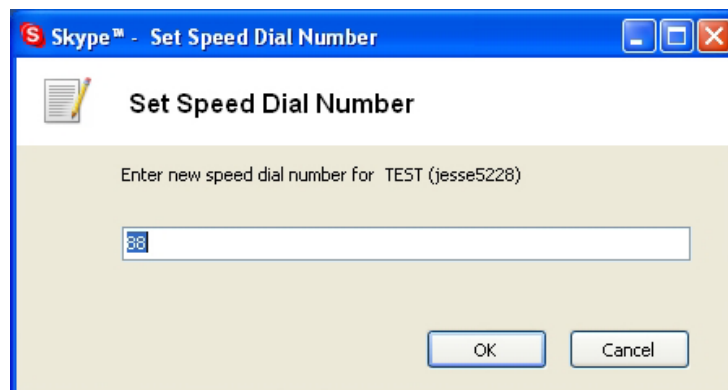 Skype™ - Set Speed Dial Number
Set Speed Dial Number
Enter new speed dial number for TEST (jesse5228)
88
OK Cancel